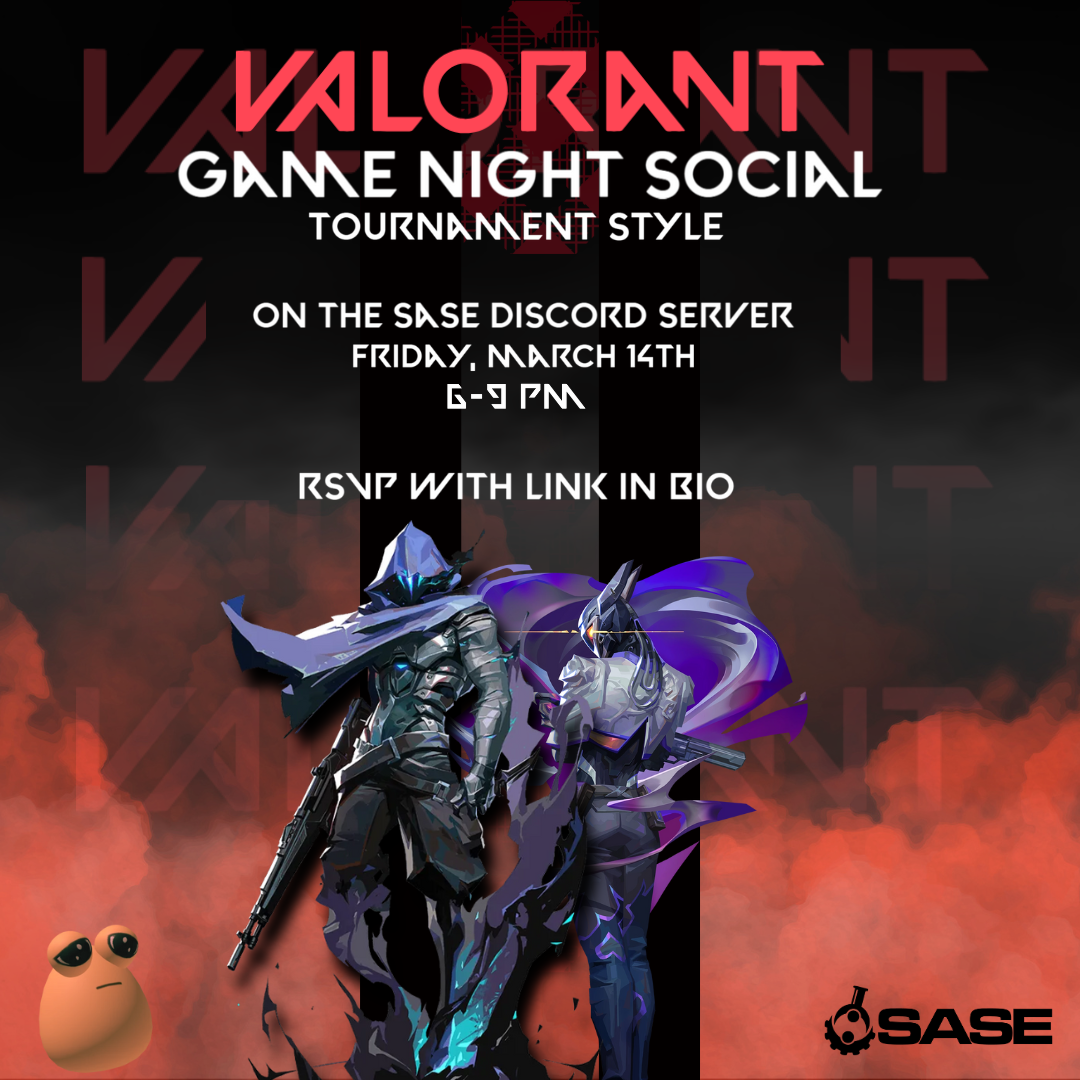 VALORANT
GAME NIGHT SOCIAL
TOURNAMENT STYLE
ON THE SASE DISCORD SERVER
FRIDAY, MARCH 14TH
6-9 PM
RSVP WITH LINK IN BIO
SASE